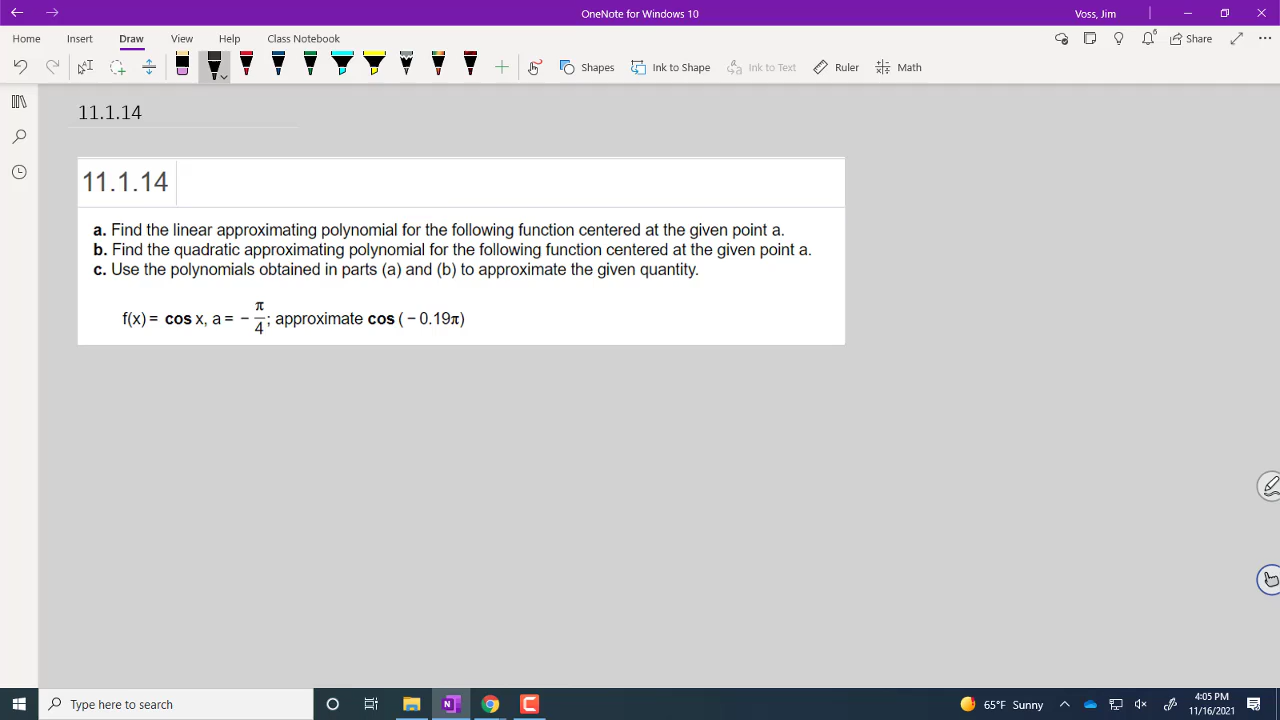 OneNote for Windows 10
Voss, Jim
Home Insert Draw View Help Class Notebook
6
Share
Shapes Ink to Shape Ink to Text Ruler Math
11.1.14
11.1.14
a. Find the linear approximating polynomial for the following function centered at the given point a.
b. Find the quadratic approximating polynomial for the following function centered at the given point a.
c. Use the polynomials obtained in parts (a) and (b) to approximate the given quantity.
f(x) = cos x, a = − π/4; approximate cos ( − 0.19π)
Type here to search
65°F Sunny
4:05 PM
11/16/2021